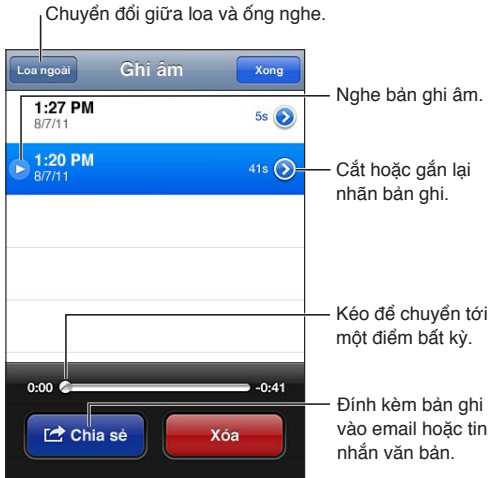 Chuyển đổi giữa loa và ống nghe.
Loa ngoài
Ghi âm
Xong
1:27 PM
8/7/11
5s
Nghe bản ghi âm.
1:20 PM
8/7/11
41s
Cắt hoặc gắn lại
nhãn bản ghi.
Kéo để chuyển tới
một điểm bất kỳ.
0:00
-0:41
Chia sẻ
Xóa
Đính kèm bản ghi
vào email hoặc tin
nhắn văn bản.